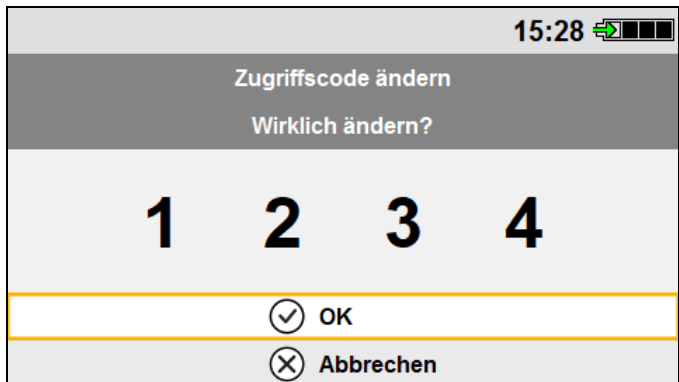 15:28
Zugriffscode ändern
Wirklich ändern?
1 2 3 4
OK
Abbrechen